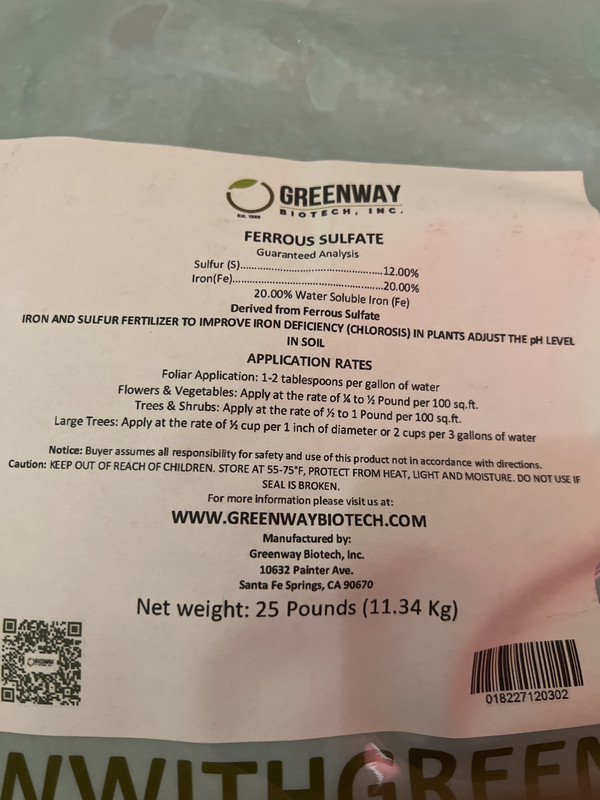 GREENWAY
BIOTECH, INC.
Est. 1990
FERROUS SULFATE
Guaranteed Analysis
Sulfur (S)..................................................12.00%
Iron(Fe).....................................................20.00%
20.00% Water Soluble Iron (Fe)
Derived from Ferrous Sulfate
IRON AND SULFUR FERTILIZER TO IMPROVE IRON DEFICIENCY (CHLOROSIS) IN PLANTS ADJUST THE pH LEVEL
IN SOIL
APPLICATION RATES
Foliar Application: 1-2 tablespoons per gallon of water
Flowers & Vegetables: Apply at the rate of ¼ to ½ Pound per 100 sq.ft.
Trees & Shrubs: Apply at the rate of ½ to 1 Pound per 100 sq.ft.
Large Trees: Apply at the rate of ½ cup per 1 inch of diameter or 2 cups per 3 gallons of water
Notice: Buyer assumes all responsibility for safety and use of this product not in accordance with directions.
Caution: KEEP OUT OF REACH OF CHILDREN. STORE AT 55-75°F, PROTECT FROM HEAT, LIGHT AND MOISTURE. DO NOT USE IF
SEAL IS BROKEN.
For more information please visit us at:
WWW.GREENWAYBIOTECH.COM
Manufactured by:
Greenway Biotech, Inc.
10632 Painter Ave.
Santa Fe Springs, CA 90670
Net weight: 25 Pounds (11.34 Kg)
GREENWAY
018227120302
NWITHGREEN